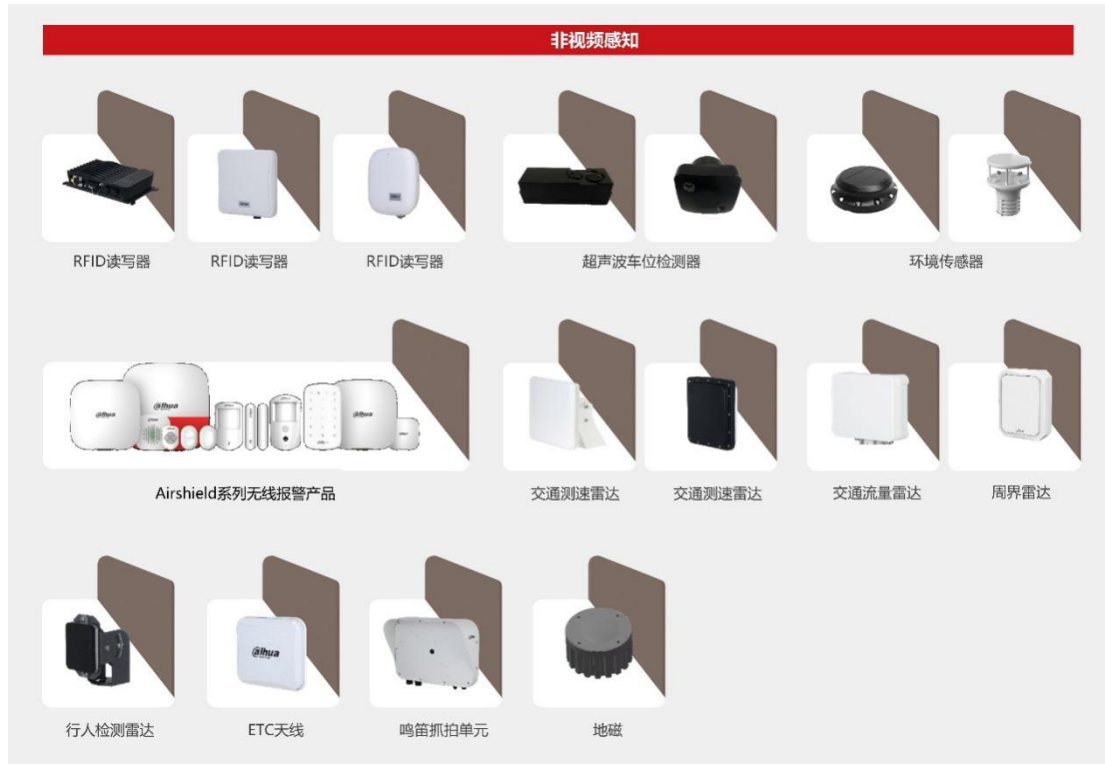 非视频感知
RFID读写器
RFID读写器
RFID读写器
超声波车位检测器
环境传感器
alhua
alhua
Airshield系列无线报警产品
交通测速雷达
交通测速雷达
交通流量雷达
周界雷达
alhua
行人检测雷达
ETC天线
鸣笛抓拍单元
地磁